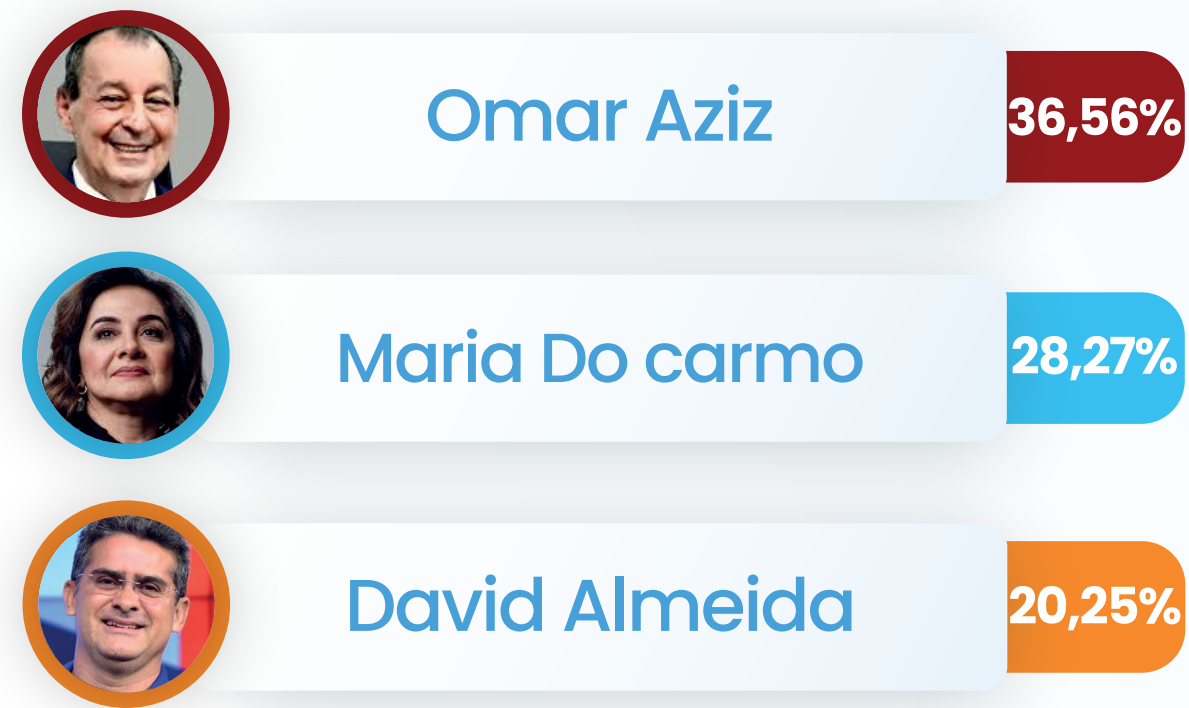 Omar Aziz
36,56%
Maria Do carmo
28,27%
David Almeida
20,25%